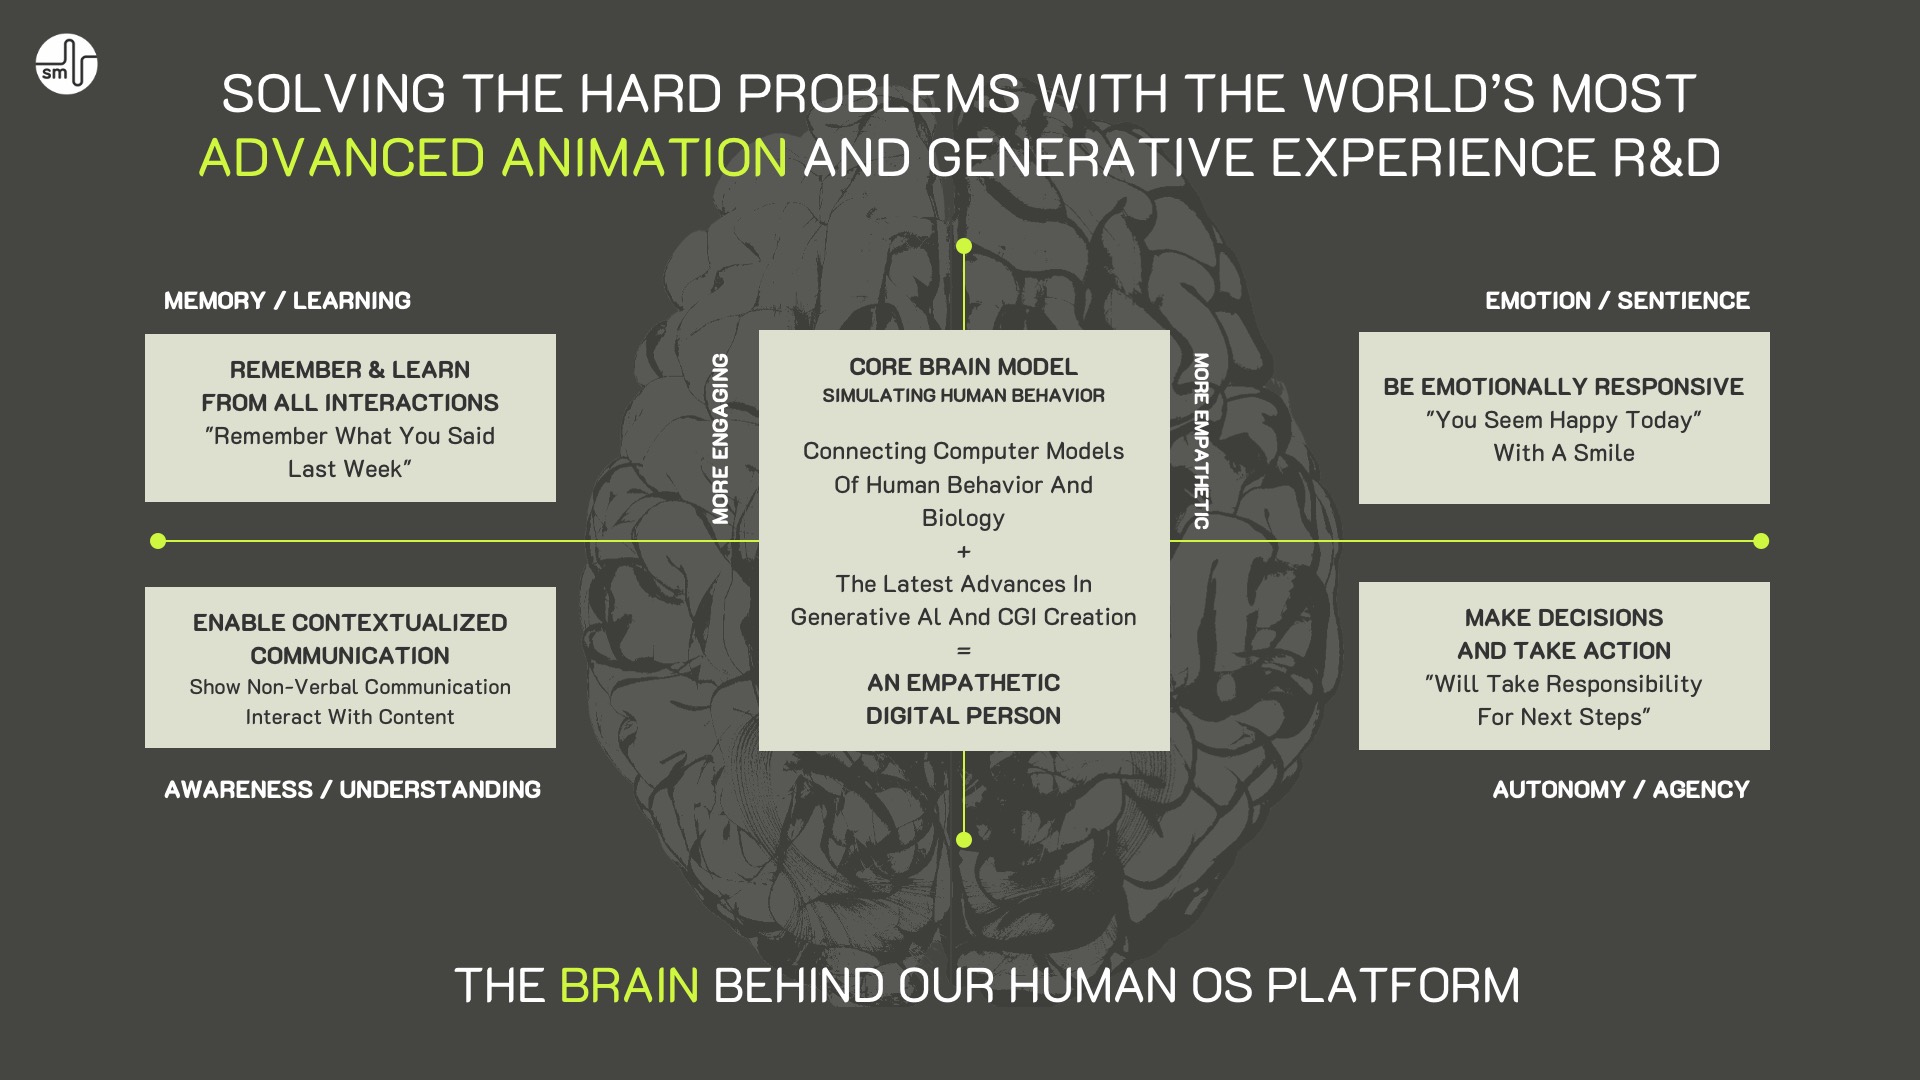 sm
SOLVING THE HARD PROBLEMS WITH THE WORLD’S MOST
ADVANCED ANIMATION AND GENERATIVE EXPERIENCE R&D
MEMORY / LEARNING
REMEMBER & LEARN
FROM ALL INTERACTIONS
"Remember What You Said
Last Week"
ENABLE CONTEXTUALIZED
COMMUNICATION
Show Non-Verbal Communication
Interact With Content
AWARENESS / UNDERSTANDING
MORE ENGAGING
CORE BRAIN MODEL
SIMULATING HUMAN BEHAVIOR
Connecting Computer Models
Of Human Behavior And
Biology
+
The Latest Advances In
Generative AI And CGI Creation
=
AN EMPATHETIC
DIGITAL PERSON
MORE EMPATHETIC
EMOTION / SENTIENCE
BE EMOTIONALLY RESPONSIVE
"You Seem Happy Today"
With A Smile
MAKE DECISIONS
AND TAKE ACTION
"Will Take Responsibility
For Next Steps"
AUTONOMY / AGENCY
THE BRAIN BEHIND OUR HUMAN OS PLATFORM